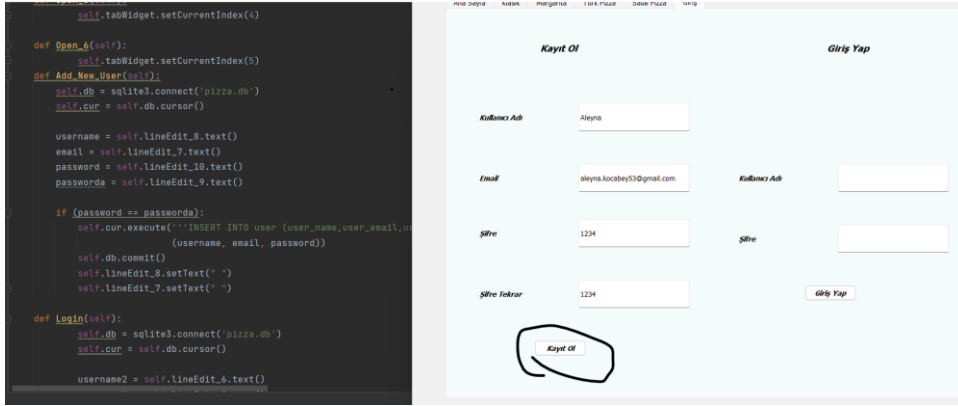 self.tabWidget.setCurrentIndex(4)
def Open_6(self):
self.tabWidget.setCurrentIndex(5)
def Add_New_User(self):
self.db = sqlite3.connect('pizza.db')
self.cur = self.db.cursor()
username = self.lineEdit_8.text()
email = self.lineEdit_7.text()
password = self.lineEdit_10.text()
passworda = self.lineEdit_9.text()
if (password == passworda):
self.cur.execute('''INSERT INTO user (user_name,user_email,us
(username, email, password))
self.db.commit()
self.lineEdit_8.setText(" ")
self.lineEdit_7.setText(" ")
def Login(self):
self.db = sqlite3.connect('pizza.db')
self.cur = self.db.cursor()
username2 = self.lineEdit_6.text()
Ana Sayfa Klasik Margarita Türk Pizza Sade Pizza Giriş
Kayıt Ol
Giriş Yap
Kullanıcı Adı
Aleyna
Email
aleyna.kocabey53@gmail.com
Kullanıcı Adı
Şifre
1234
Şifre
Şifre Tekrar
1234
Giriş Yap
Kayıt Ol